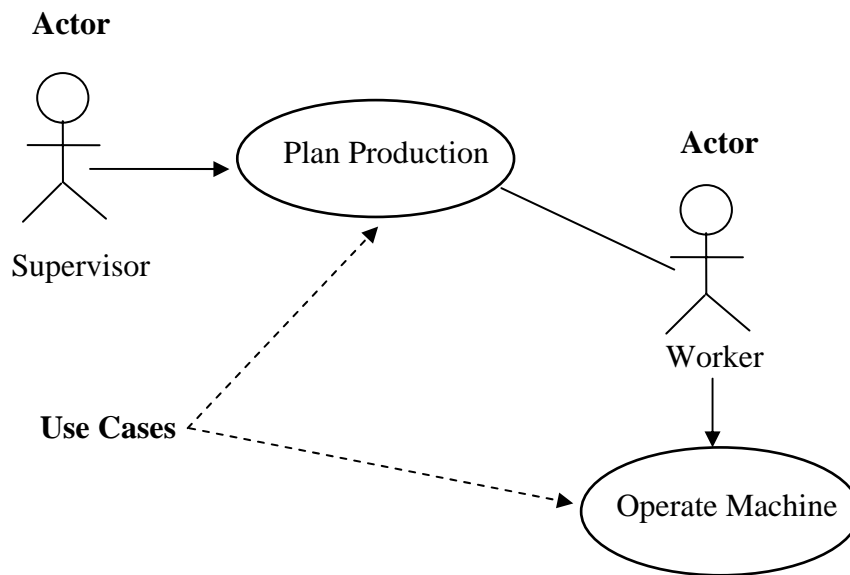 Actor
Plan Production
Actor
Supervisor
Worker
Use Cases
Operate Machine